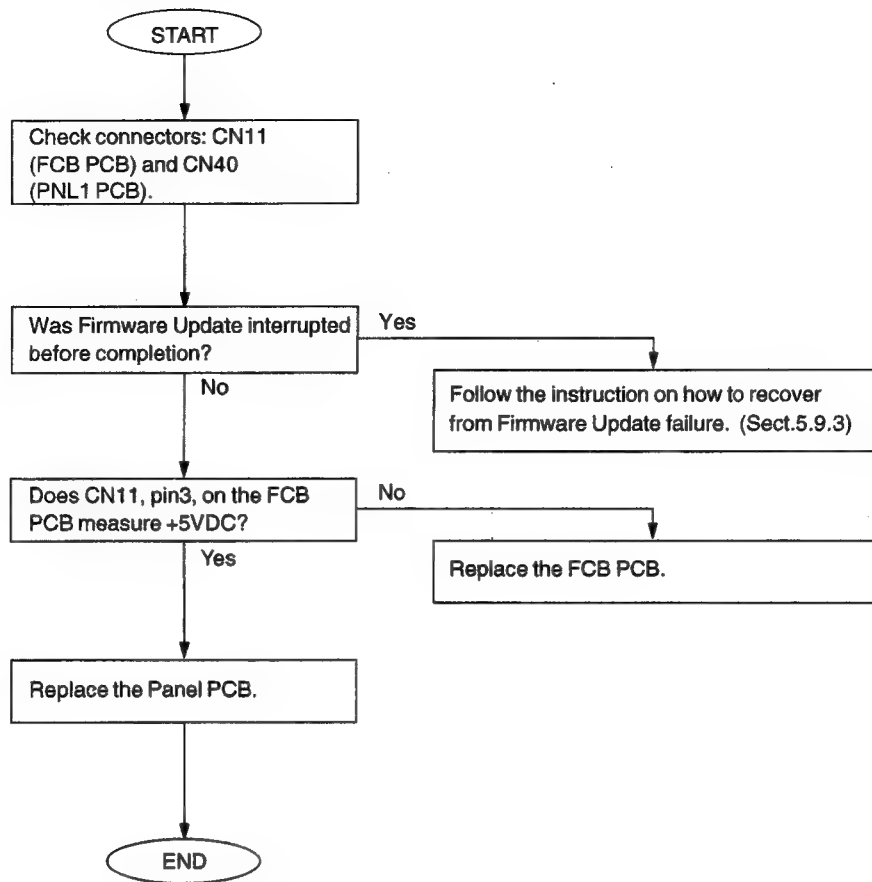 START
Check connectors: CN11
(FCB PCB) and CN40
(PNL1 PCB).
Was Firmware Update interrupted
before completion?
Yes
No
Follow the instruction on how to recover
from Firmware Update failure. (Sect.5.9.3)
Does CN11, pin3, on the FCB
PCB measure +5VDC?
No
Yes
Replace the FCB PCB.
Replace the Panel PCB.
END